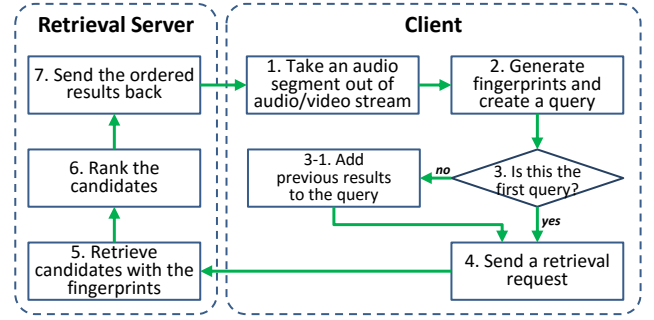 Retrieval Server
Client
7. Send the ordered
results back
1. Take an audio
segment out of
audio/video stream
2. Generate
fingerprints and
create a query
6. Rank the
candidates
3-1. Add
previous results
to the query
no
3. Is this the
first query?
yes
5. Retrieve
candidates with the
fingerprints
4. Send a retrieval
request